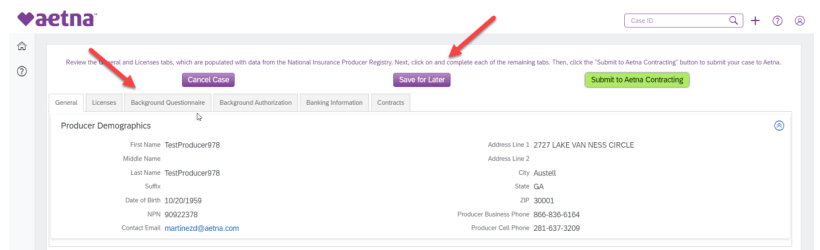 aetna
Case ID
Review the General and Licenses tabs, which are populated with data from the National Insurance Producer Registry. Next, click on and complete each of the remaining tabs. Then, click the "Submit to Aetna Contracting" button to submit your case to Aetna.
Cancel Case Save for Later Submit to Aetna Contracting
General Licenses Background Questionnaire Background Authorization Banking Information Contracts
Producer Demographics
First Name TestProducer978 Address Line 1 2727 LAKE VAN NESS CIRCLE
Middle Name Address Line 2
Last Name TestProducer978 City Austell
Suffix State GA
Date of Birth 10/20/1959 ZIP 30001
NPN 90922378 Producer Business Phone 866-836-6164
Contact Email martinezd@aetna.com Producer Cell Phone 281-637-3209